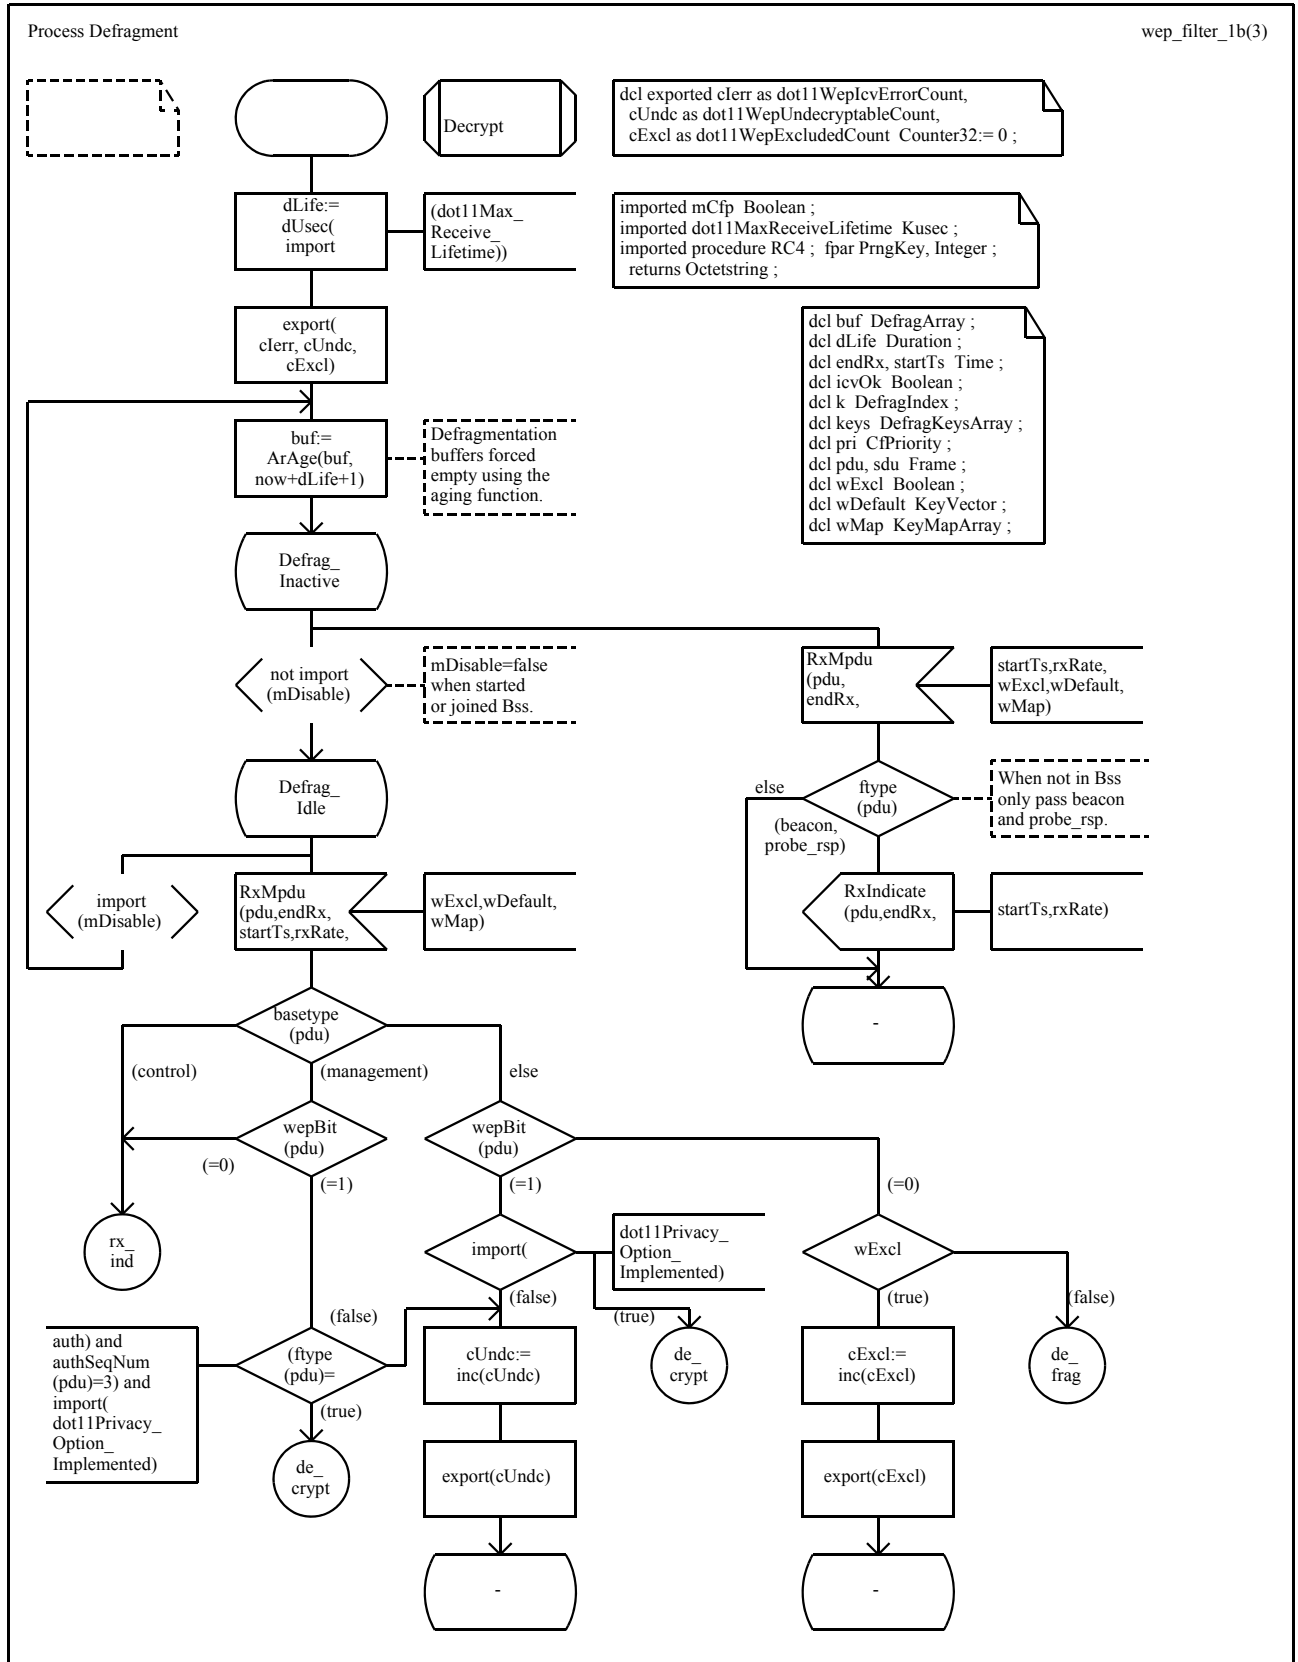 Process Defragment
wep_filter_1b(3)
Decrypt
dcl exported cIerr as dot11WepIcvErrorCount,
cUndc as dot11WepUndecryptableCount,
cExcl as dot11WepExcludedCount Counter32:= 0 ;
dLife:=
dUsec(
import
(dot11Max_
Receive_
Lifetime))
imported mCfp Boolean ;
imported dot11MaxReceiveLifetime Kusec ;
imported procedure RC4 ; fpar PrngKey, Integer ;
returns Octetstring ;
export(
cIerr, cUndc,
cExcl)
dcl buf DefragArray ;
dcl dLife Duration ;
dcl endRx, startTs Time ;
dcl icvOk Boolean ;
dcl k DefragIndex ;
dcl keys DefragKeysArray ;
dcl pri CfPriority ;
dcl pdu, sdu Frame ;
dcl wExcl Boolean ;
dcl wDefault KeyVector ;
dcl wMap KeyMapArray ;
buf:=
ArAge(buf,
now+dLife+1)
Defragmentation
buffers forced
empty using the
aging function.
Defrag_
Inactive
not import
(mDisable)
mDisable=false
when started
or joined Bss.
RxMpdu
(pdu,
endRx,
startTs,rxRate,
wExcl,wDefault,
wMap)
Defrag_
Idle
else
ftype
(pdu)
When not in Bss
only pass beacon
and probe_rsp.
(beacon,
probe_rsp)
import
(mDisable)
RxMpdu
(pdu,endRx,
startTs,rxRate,
wExcl,wDefault,
wMap)
RxIndicate
(pdu,endRx,
startTs,rxRate)
-
basetype
(pdu)
(control)
(management)
else
wepBit
(pdu)
wepBit
(pdu)
(=0)
(=1)
(=1)
(=0)
rx_
ind
import(
dot11Privacy_
Option_
Implemented)
wExcl
(false)
(false)
(true)
(true)
(false)
auth) and
authSeqNum
(pdu)=3) and
import(
dot11Privacy_
Option_
Implemented)
(ftype
(pdu)=
cUndc:=
inc(cUndc)
de_
crypt
cExcl:=
inc(cExcl)
de_
frag
(true)
de_
crypt
export(cUndc)
export(cExcl)
-
-